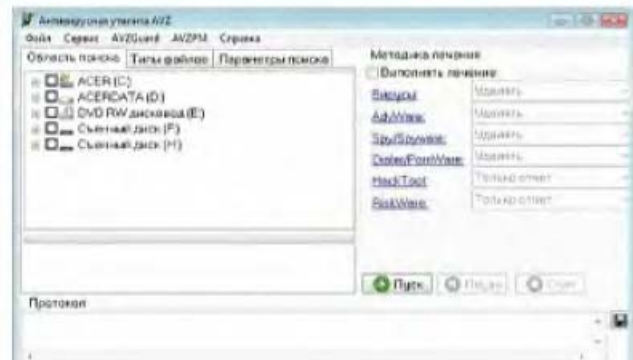 Антивирусная утилита AVZ
Файл Сервис AVZGuard AVZPM Справка
Область поиска Типы файлов Параметры поиска
ACER (C:)
ACERDATA (D:)
DVD RW дисковод (E:)
Съемный диск (F:)
Съемный диск (H:)
Методика лечения
Выполнять лечение
Вирусы: Удалять
AdvWare: Удалять
Spy/Spyware: Удалять
Dialer/PornWare: Удалять
HackTool: Только отчет
RiskWare: Только отчет
Пуск Пауза Стоп
Протокол